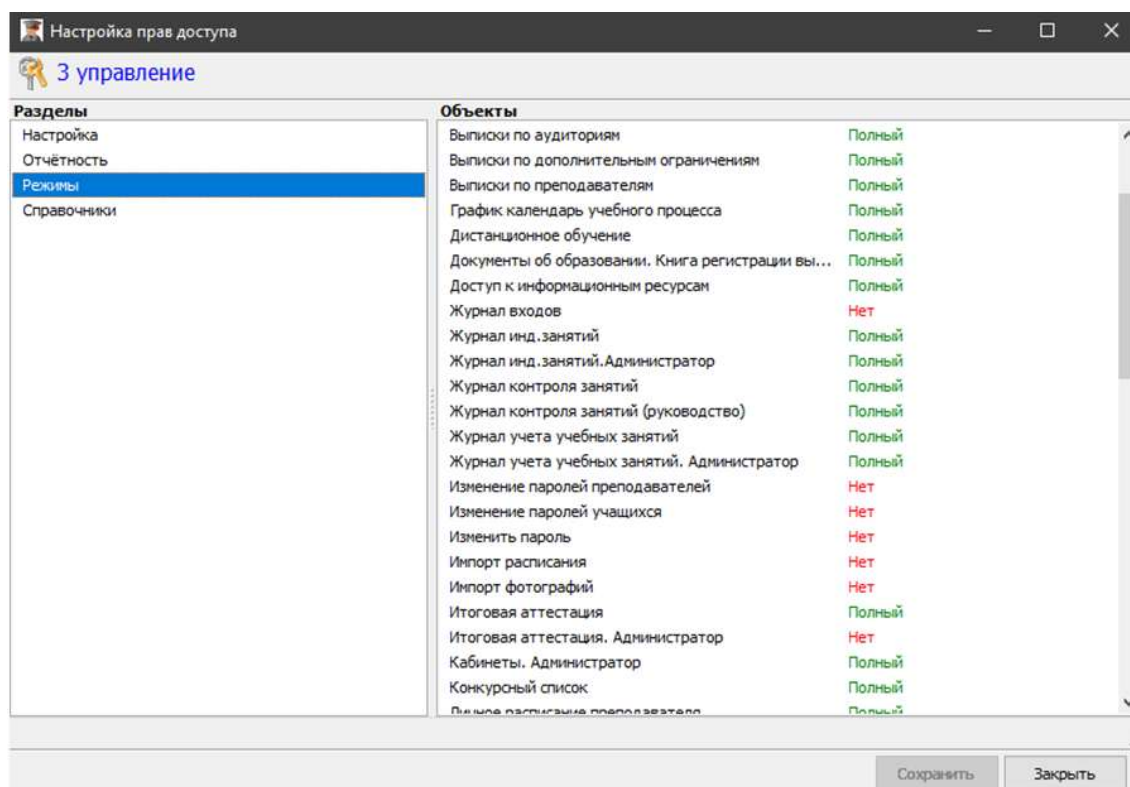 Настройка прав доступа
3 управление
Разделы
Настройка
Отчётность
Режимы
Справочники
Объекты
Выписки по аудиториям Полный
Выписки по дополнительным ограничениям Полный
Выписки по преподавателям Полный
График календарь учебного процесса Полный
Дистанционное обучение Полный
Документы об образовании. Книга регистрации вы... Полный
Доступ к информационным ресурсам Полный
Журнал входов Нет
Журнал инд.занятий Полный
Журнал инд.занятий.Администратор Полный
Журнал контроля занятий Полный
Журнал контроля занятий (руководство) Полный
Журнал учета учебных занятий Полный
Журнал учета учебных занятий. Администратор Полный
Изменение паролей преподавателей Нет
Изменение паролей учащихся Нет
Изменить пароль Нет
Импорт расписания Нет
Импорт фотографий Нет
Итоговая аттестация Полный
Итоговая аттестация. Администратор Нет
Кабинеты. Администратор Полный
Конкурсный список Полный
Личное расписание преподавателя Полный
Сохранить Закрыть